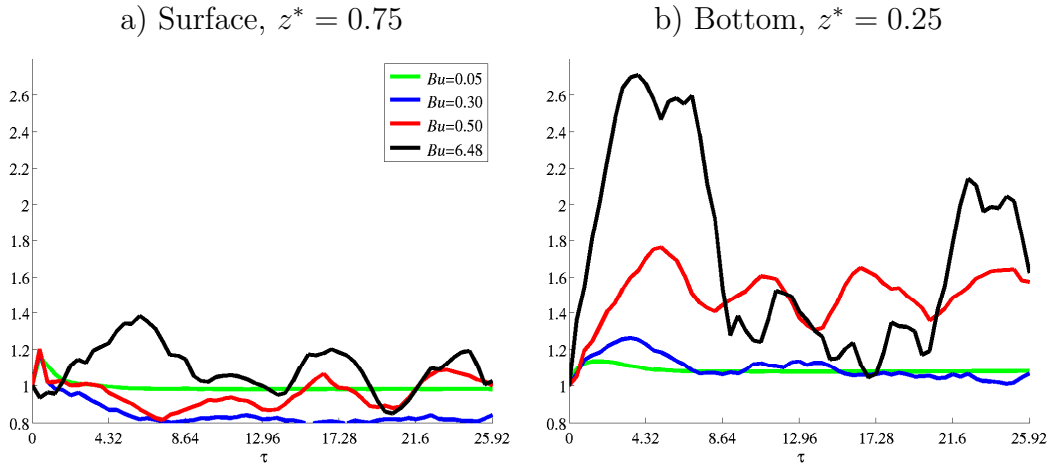 a) Surface, z* = 0.75
b) Bottom, z* = 0.25
2.6
2.4
2.2
2
1.8
1.6
1.4
1.2
1
0.8
Bu=0.05
Bu=0.30
Bu=0.50
Bu=6.48
0 4.32 8.64 12.96 17.28 21.6 25.92
τ
2.6
2.4
2.2
2
1.8
1.6
1.4
1.2
1
0.8
0 4.32 8.64 12.96 17.28 21.6 25.92
τ